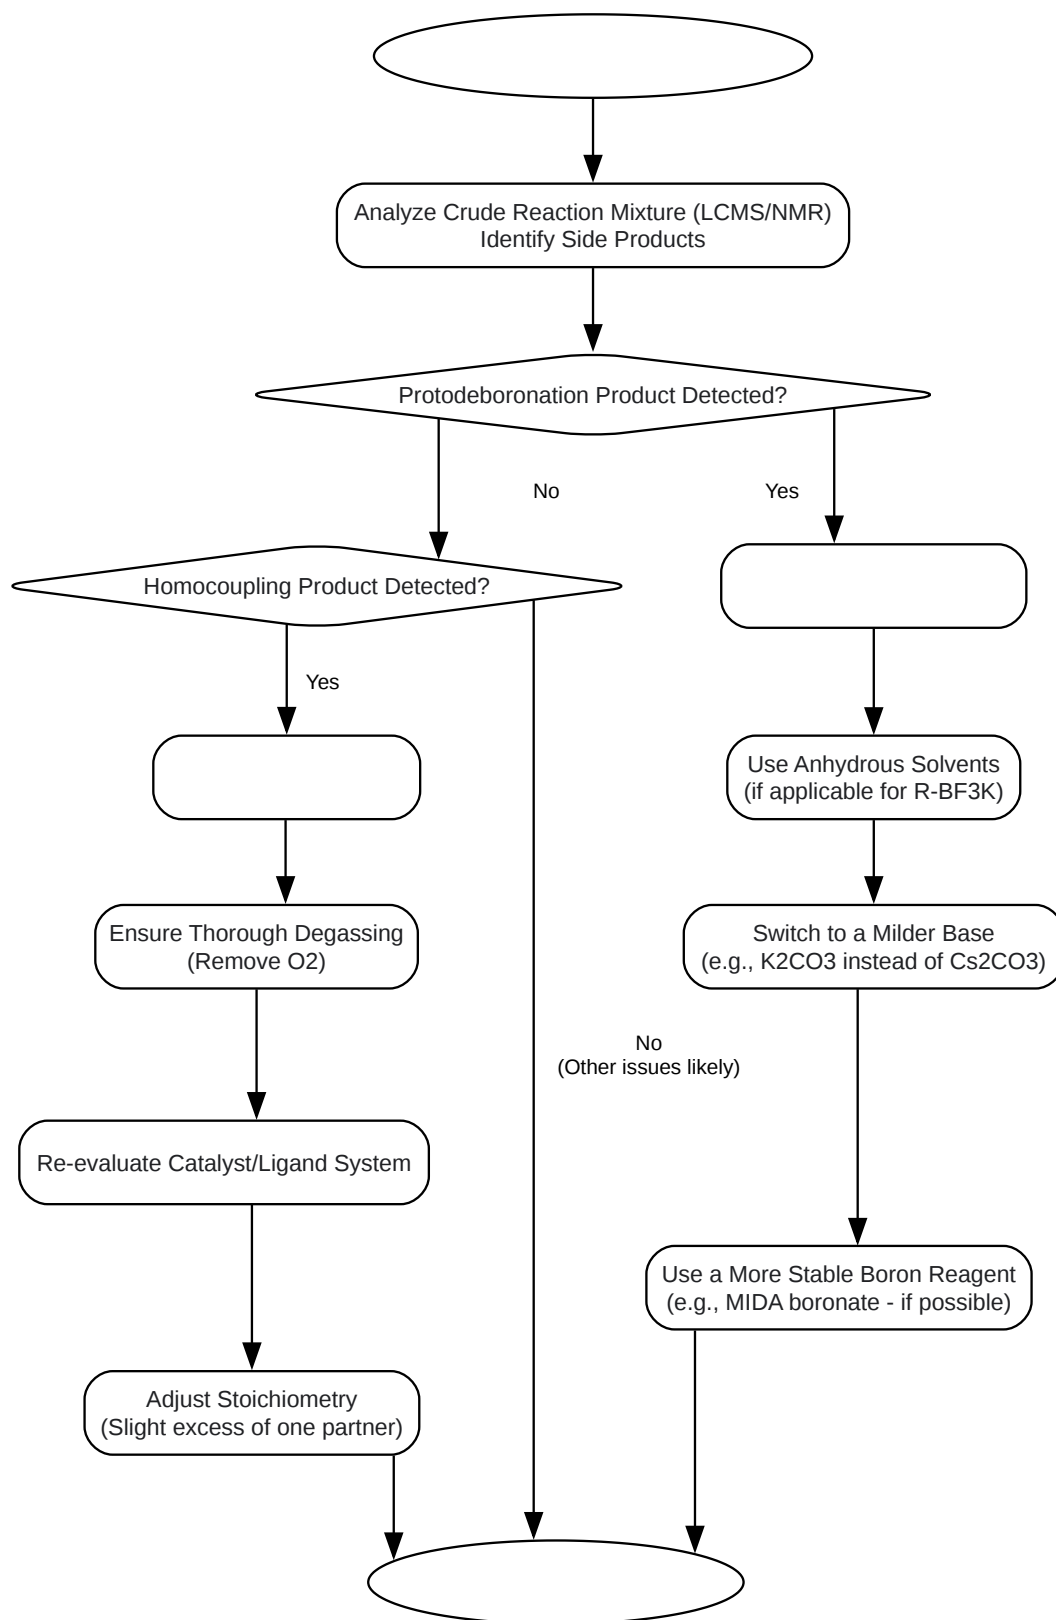 Analyze Crude Reaction Mixture (LCMS/NMR)
Identify Side Products
Protodeboronation Product Detected?
No
Yes
Homocoupling Product Detected?
Yes
Use Anhydrous Solvents
(if applicable for R-BF3K)
Ensure Thorough Degassing
(Remove O2)
Switch to a Milder Base
(e.g., K2CO3 instead of Cs2CO3)
No
(Other issues likely)
Re-evaluate Catalyst/Ligand System
Use a More Stable Boron Reagent
(e.g., MIDA boronate - if possible)
Adjust Stoichiometry
(Slight excess of one partner)